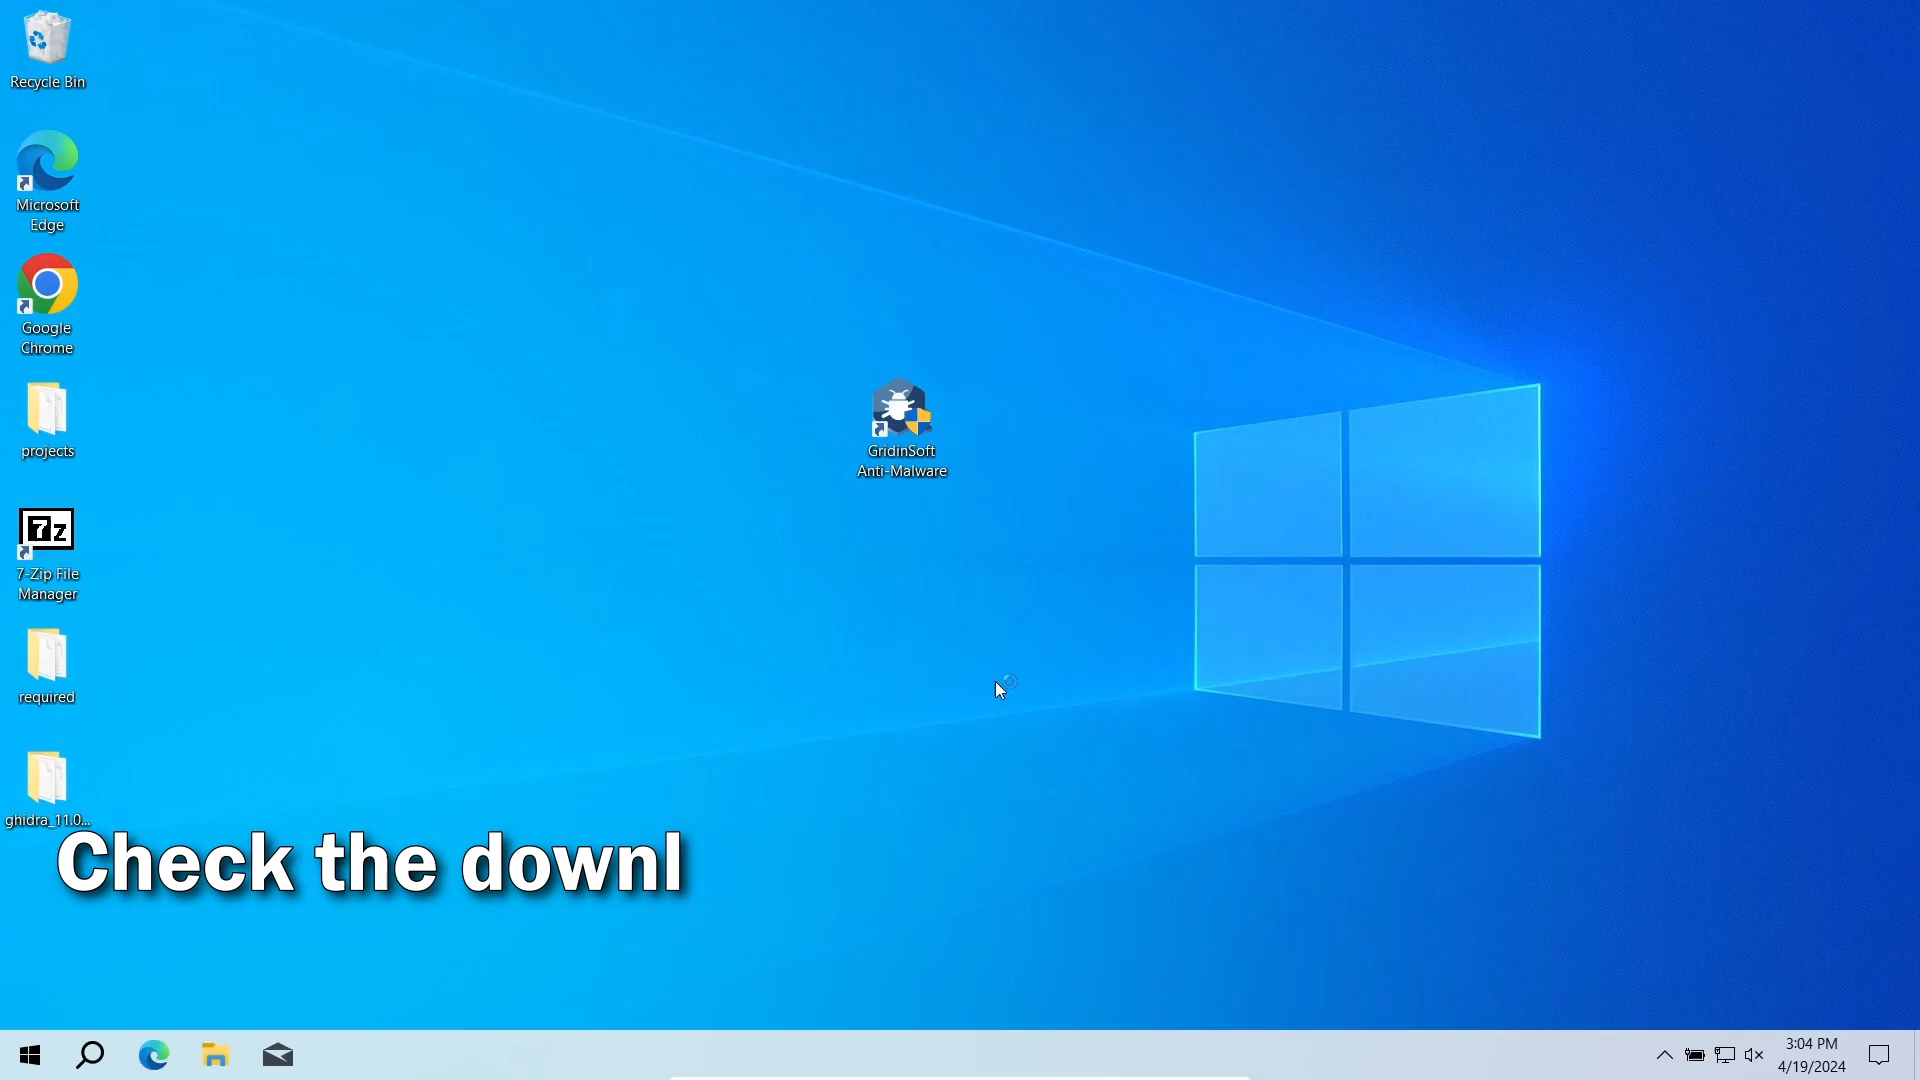 Recycle Bin
Microsoft
Edge
Google
Chrome
projects
7z
7-Zip File
Manager
required
ghidra_11.0...
GridinSoft
Anti-Malware
Check the downl
3:04 PM
4/19/2024